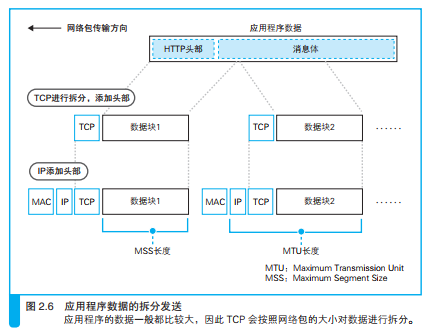 网络包传输方向
应用程序数据
HTTP头部
消息体
TCP进行拆分，添加头部
TCP
数据块1
TCP
数据块2
······
IP添加头部
MAC
IP
TCP
数据块1
MAC
IP
TCP
数据块2
······
MSS长度
MTU长度
MTU：Maximum Transmission Unit
MSS：Maximum Segment Size
图 2.6 应用程序数据的拆分发送
应用程序的数据一般都比较大，因此 TCP 会按照网络包的大小对数据进行拆分。